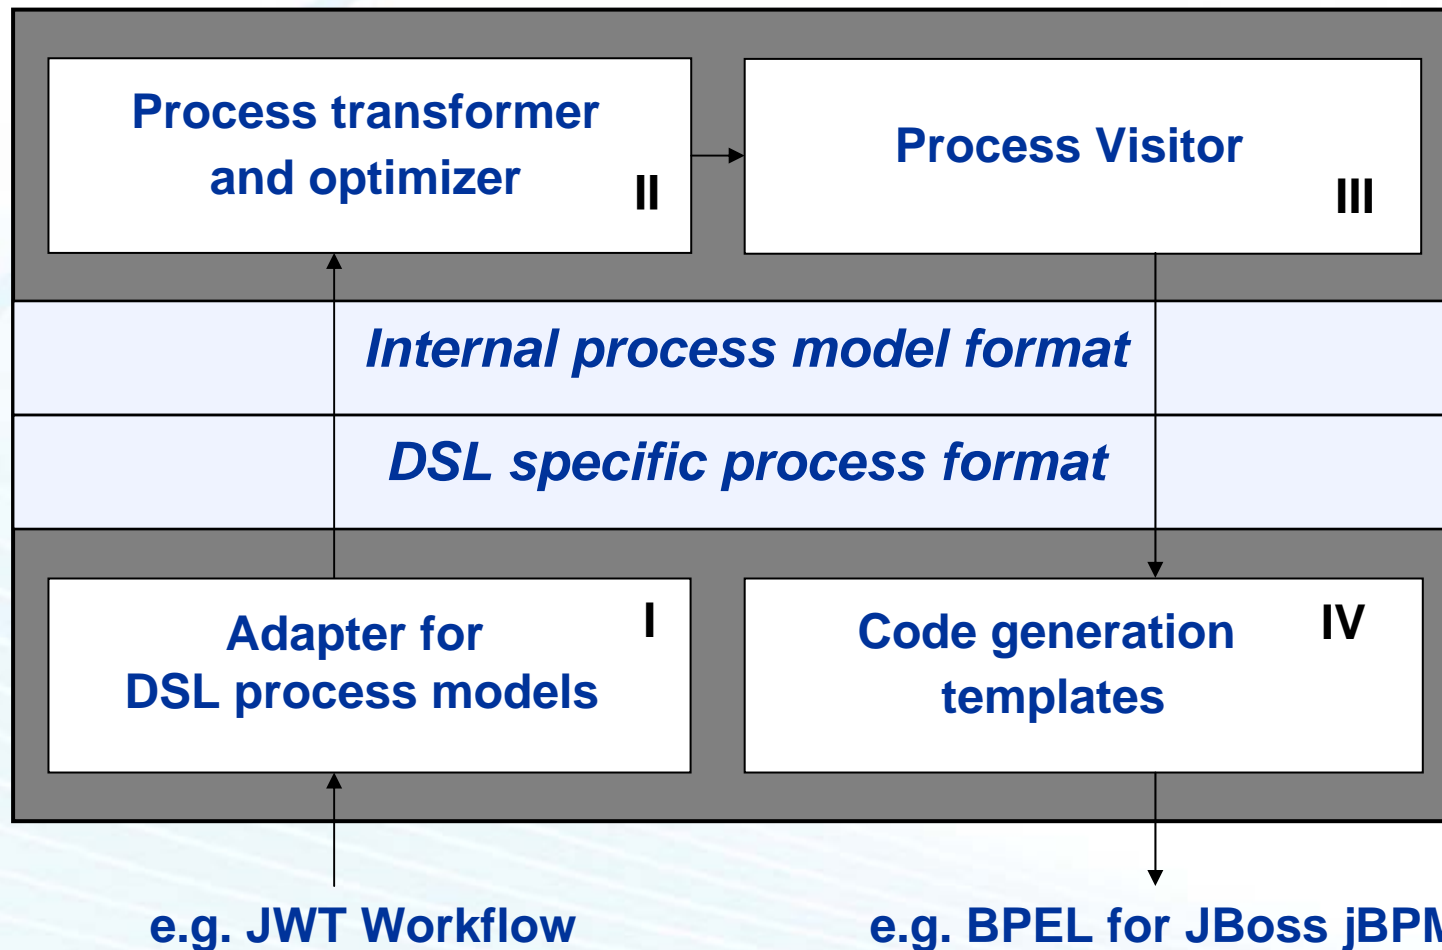 Process transformer
and optimizer
II
Process Visitor
III
Internal process model format
DSL specific process format
Adapter for
DSL process models
I
Code generation
templates
IV
e.g. JWT Workflow
e.g. BPEL for JBoss jBPM